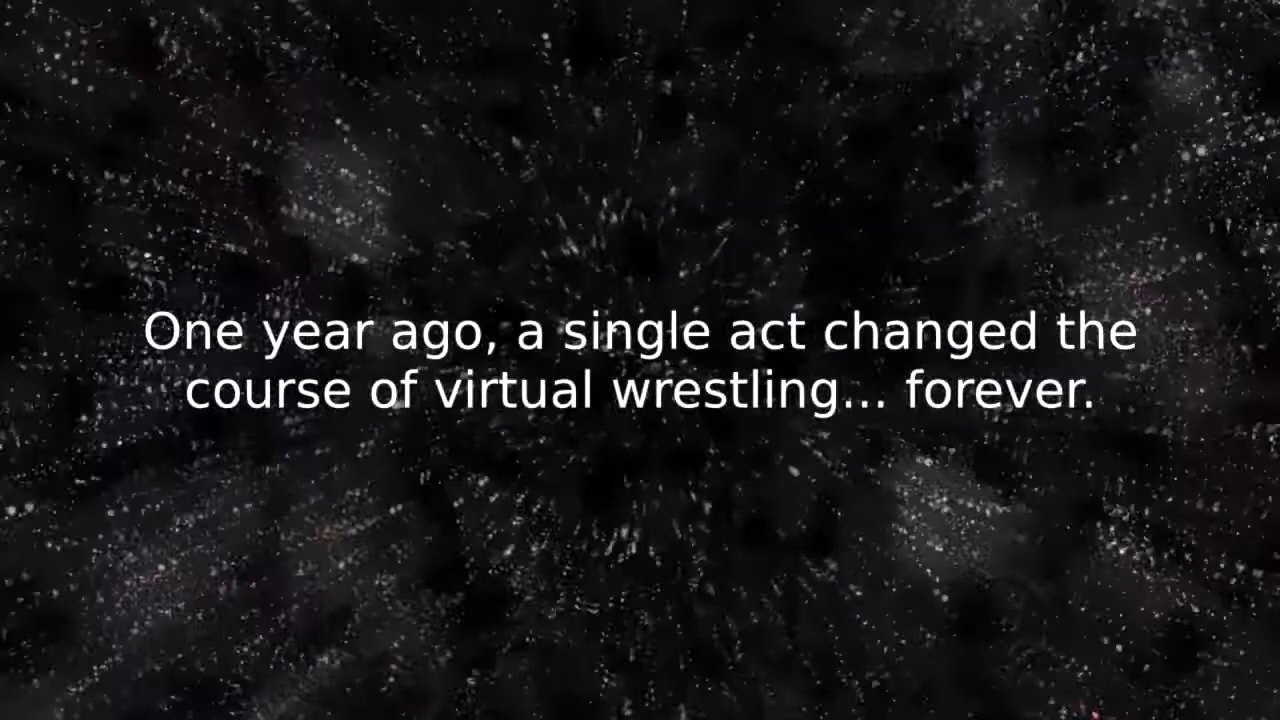 One year ago, a single act changed the
course of virtual wrestling... forever.